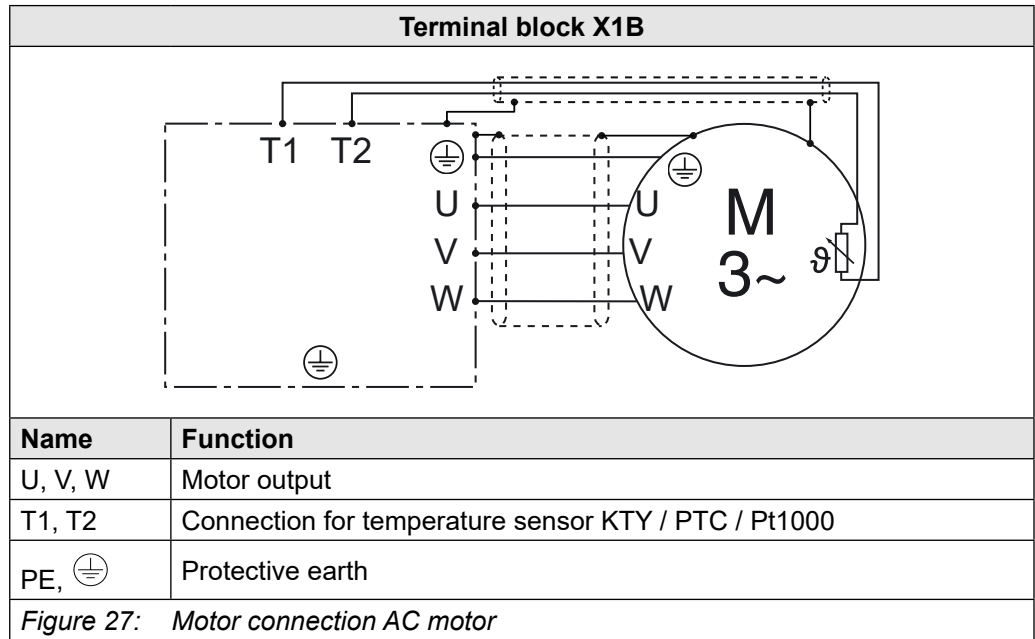 Terminal block X1B
T1 T2
U U
V V
W W
M
3~
ϑ
Name Function
U, V, W Motor output
T1, T2 Connection for temperature sensor KTY / PTC / Pt1000
PE, Protective earth
Figure 27: Motor connection AC motor